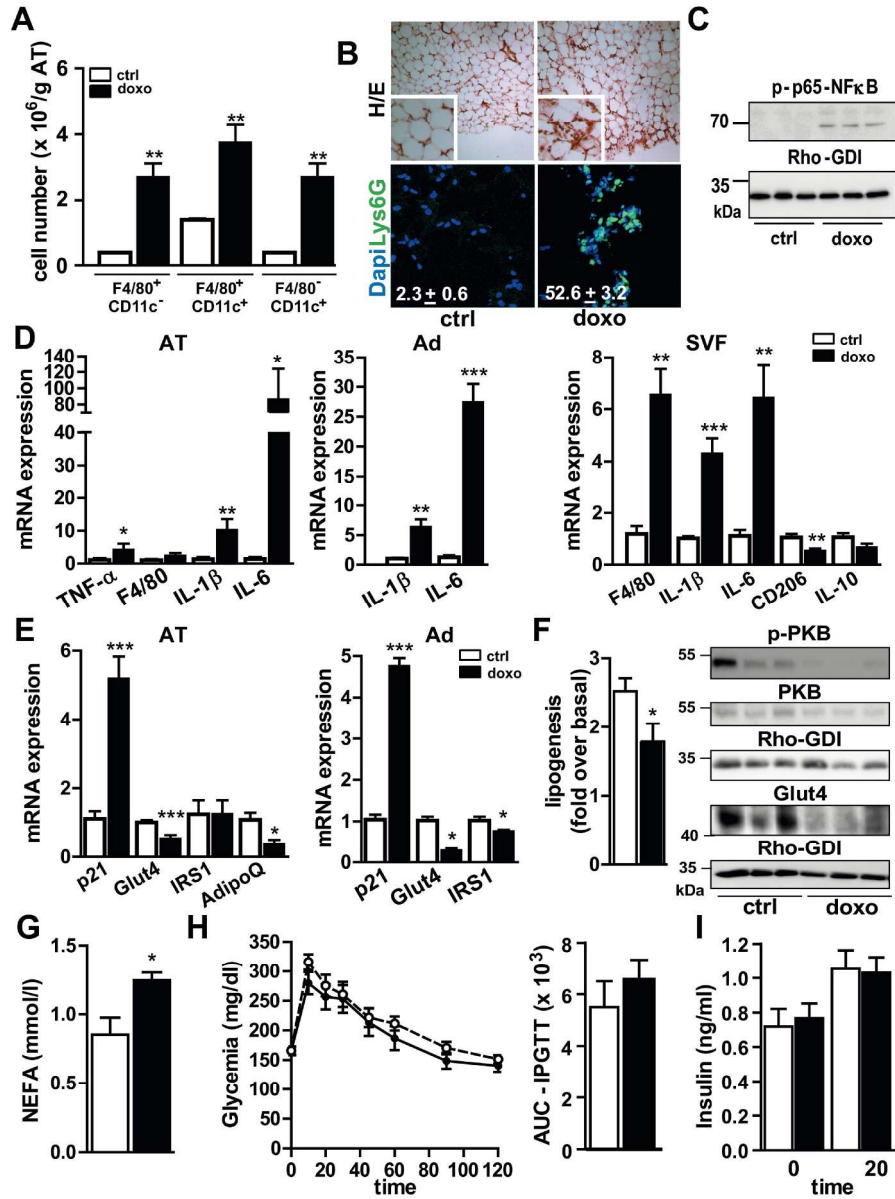 A
ctrl
doxo
cell number (x 10⁶/g AT)
6
4
2
0
**
**
**
F4/80⁺ F4/80⁺ F4/80⁻
CD11c⁻ CD11c⁺ CD11c⁺
B
H/E
DapiLys6G
2.3 ± 0.6
52.6 ± 3.2
ctrl doxo
C
p-p65-NFκB
70
Rho-GDI
35
kDa
ctrl doxo
D
AT
mRNA expression
140
120
100
80
40
30
20
10
0
*
**
*
TNF-α F4/80 IL-1β IL-6
Ad
mRNA expression
35
30
20
10
0
**
***
IL-1β IL-6
SVF
ctrl
doxo
mRNA expression
8
6
4
2
0
**
***
**
**
F4/80 IL-1β IL-6 CD206 IL-10
E
AT
mRNA expression
6
4
2
0
***
***
*
p21 Glut4 IRS1 AdipoQ
Ad
ctrl
doxo
mRNA expression
5
4
3
2
1
0
***
*
*
p21 Glut4 IRS1
F
lipogenesis
(fold over basal)
3
2
1
0
*
p-PKB
55
PKB
55
Rho-GDI
35
Glut4
40
Rho-GDI
35
kDa
ctrl doxo
G
NEFA (mmol/l)
1.5
1.0
0.5
0.0
*
H
Glycemia (mg/dl)
350
300
250
200
150
100
50
0
0 20 40 60 80 100 120
time
AUC - IPGTT (x 10³)
8
6
4
2
0
I
Insulin (ng/ml)
1.2
1.0
0.8
0.6
0.4
0.2
0.0
0 20
time